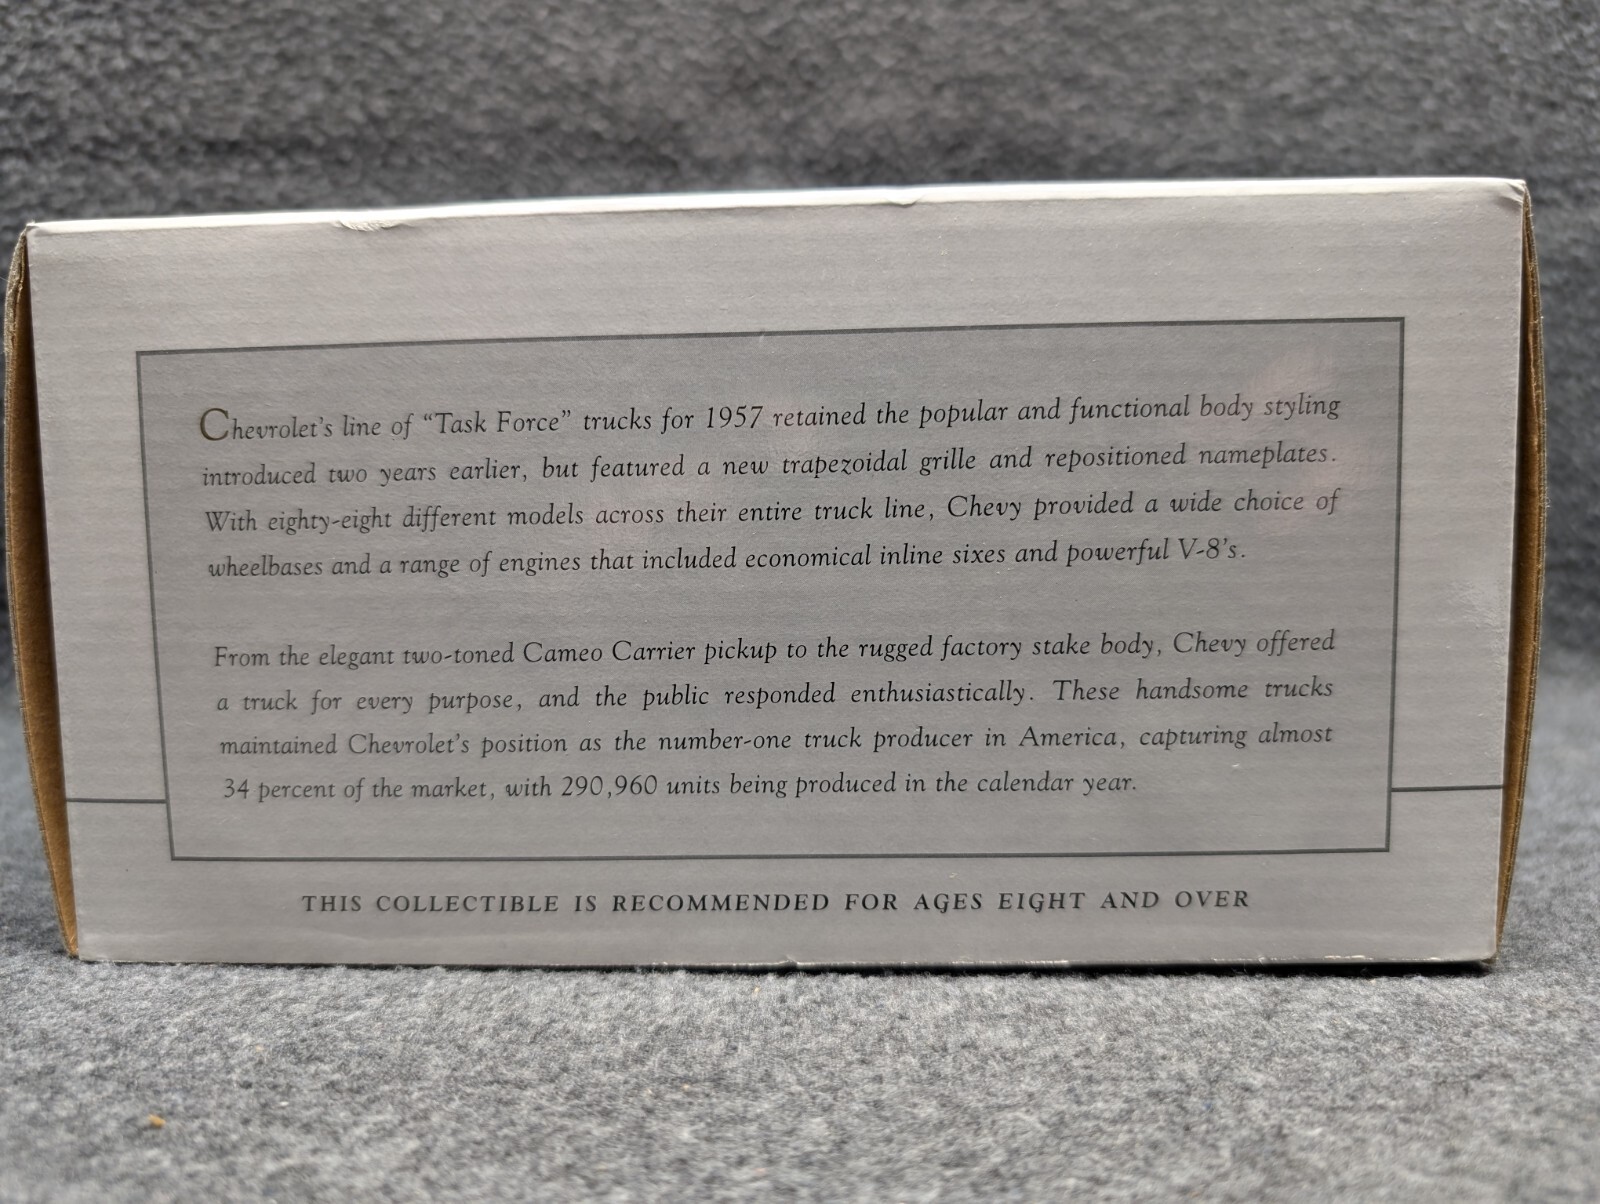 Chevrolet's line of “Task Force” trucks for 1957 retained the popular and functional body styling
introduced two years earlier, but featured a new trapezoidal grille and repositioned nameplates.
With eighty-eight different models across their entire truck line, Chevy provided a wide choice of
wheelbases and a range of engines that included economical inline sixes and powerful V-8's.
From the elegant two-toned Cameo Carrier pickup to the rugged factory stake body, Chevy offered
a truck for every purpose, and the public responded enthusiastically. These handsome trucks
maintained Chevrolet's position as the number-one truck producer in America, capturing almost
34 percent of the market, with 290,960 units being produced in the calendar year.
THIS COLLECTIBLE IS RECOMMENDED FOR AGES EIGHT AND OVER